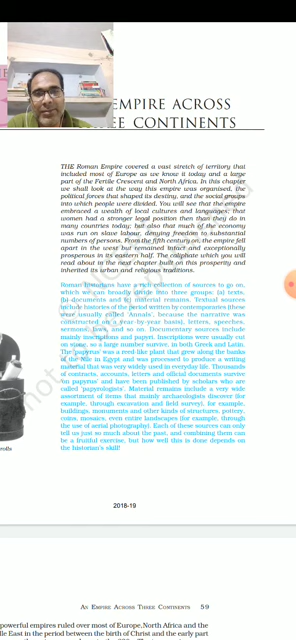 EMPIRE ACROSS
EE CONTINENTS
THE Roman Empire covered a vast stretch of territory that
included most of Europe as we know it today and a large
part of the Fertile Crescent and North Africa. In this chapter
we shall look at the way this empire was organised, the
political forces that shaped its destiny, and the social groups
into which people were divided. You will see that the empire
embraced a wealth of local cultures and languages; that
women had a stronger legal position then than they do in
many countries today; but also that much of the economy
was run on slave labour, denying freedom to substantial
numbers of persons. From the fifth century on, the empire fell
apart in the west but remained intact and exceptionally
prosperous in its eastern half. The caliphate which you will
read about in the next chapter built on this prosperity and
inherited its urban and religious traditions.
Roman historians have a rich collection of sources to go on,
which we can broadly divide into three groups: (a) texts,
(b) documents and (c) material remains. Textual sources
include histories of the period written by contemporaries (these
were usually called 'Annals', because the narrative was
constructed on a year-by-year basis), letters, speeches,
sermons, laws, and so on. Documentary sources include
mainly inscriptions and papyri. Inscriptions were usually cut
on stone, so a large number survive, in both Greek and Latin.
The 'papyrus' was a reed-like plant that grew along the banks
of the Nile in Egypt and was processed to produce a writing
material that was very widely used in everyday life. Thousands
of contracts, accounts, letters and official documents survive
'on papyrus' and have been published by scholars who are
called 'papyrologists'. Material remains include a very wide
assortment of items that mainly archaeologists discover (for
example, through excavation and field survey), for example,
buildings, monuments and other kinds of structures, pottery,
coins, mosaics, even entire landscapes (for example, through
the use of aerial photography). Each of these sources can only
tell us just so much about the past, and combining them can
be a fruitful exercise, but how well this is done depends on
the historian's skill!
rolls
2018-19
AN EMPIRE ACROSS THREE CONTINENTS 59
powerful empires ruled over most of Europe, North Africa and the
lle East in the period between the birth of Christ and the early part